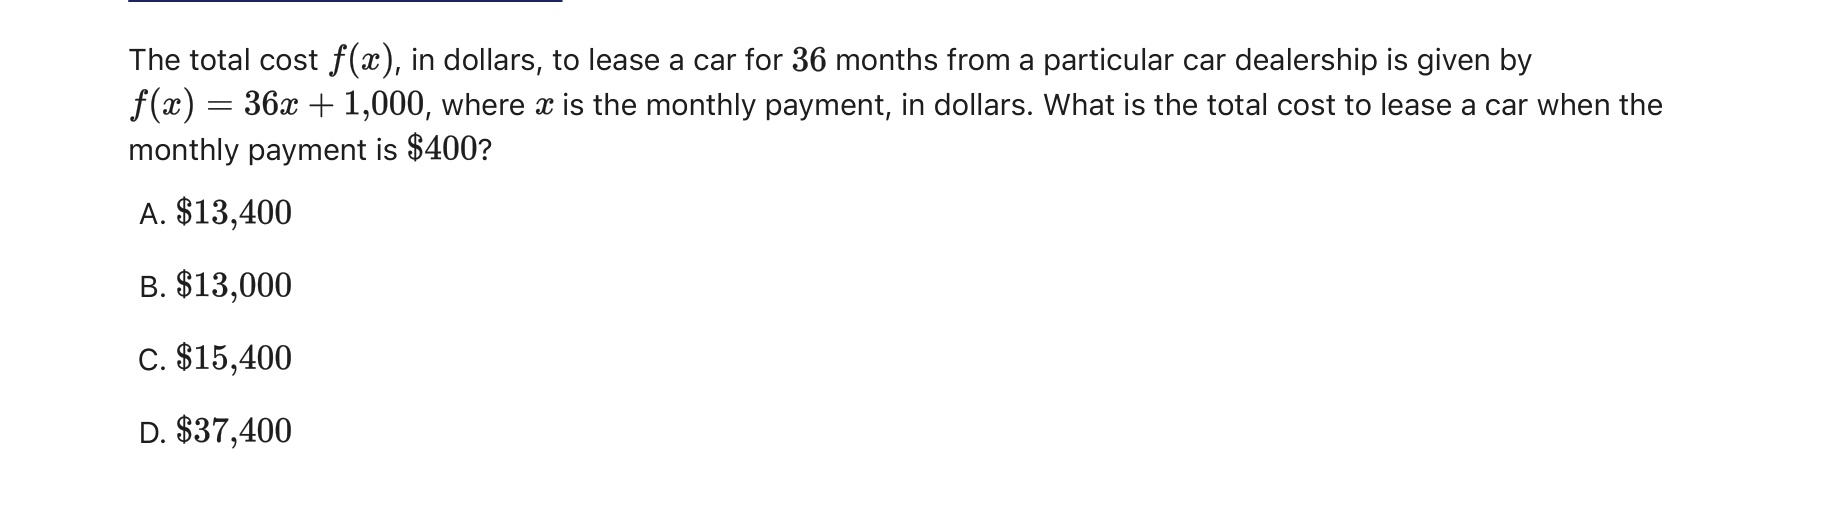 The total cost f(x), in dollars, to lease a car for 36 months from a particular car dealership is given by
f(x) = 36x + 1,000, where x is the monthly payment, in dollars. What is the total cost to lease a car when the
monthly payment is $400?
A. $13,400
B. $13,000
C. $15,400
D. $37,400